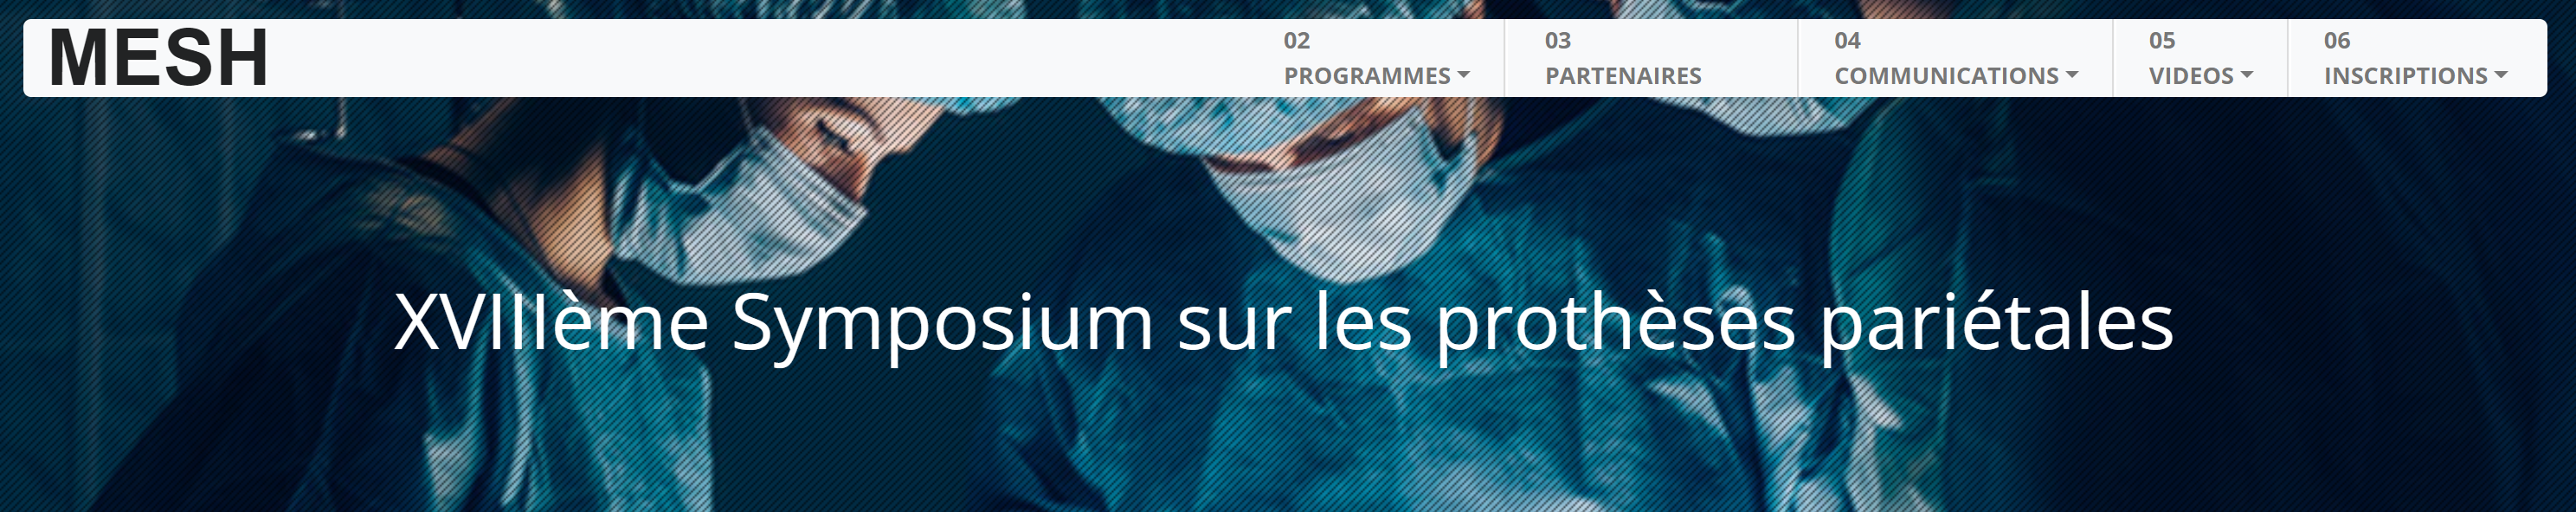 MESH
02
PROGRAMMES
03
PARTENAIRES
04
COMMUNICATIONS
05
VIDEOS
06
INSCRIPTIONS
XVIIIème Symposium sur les prothèses pariétales